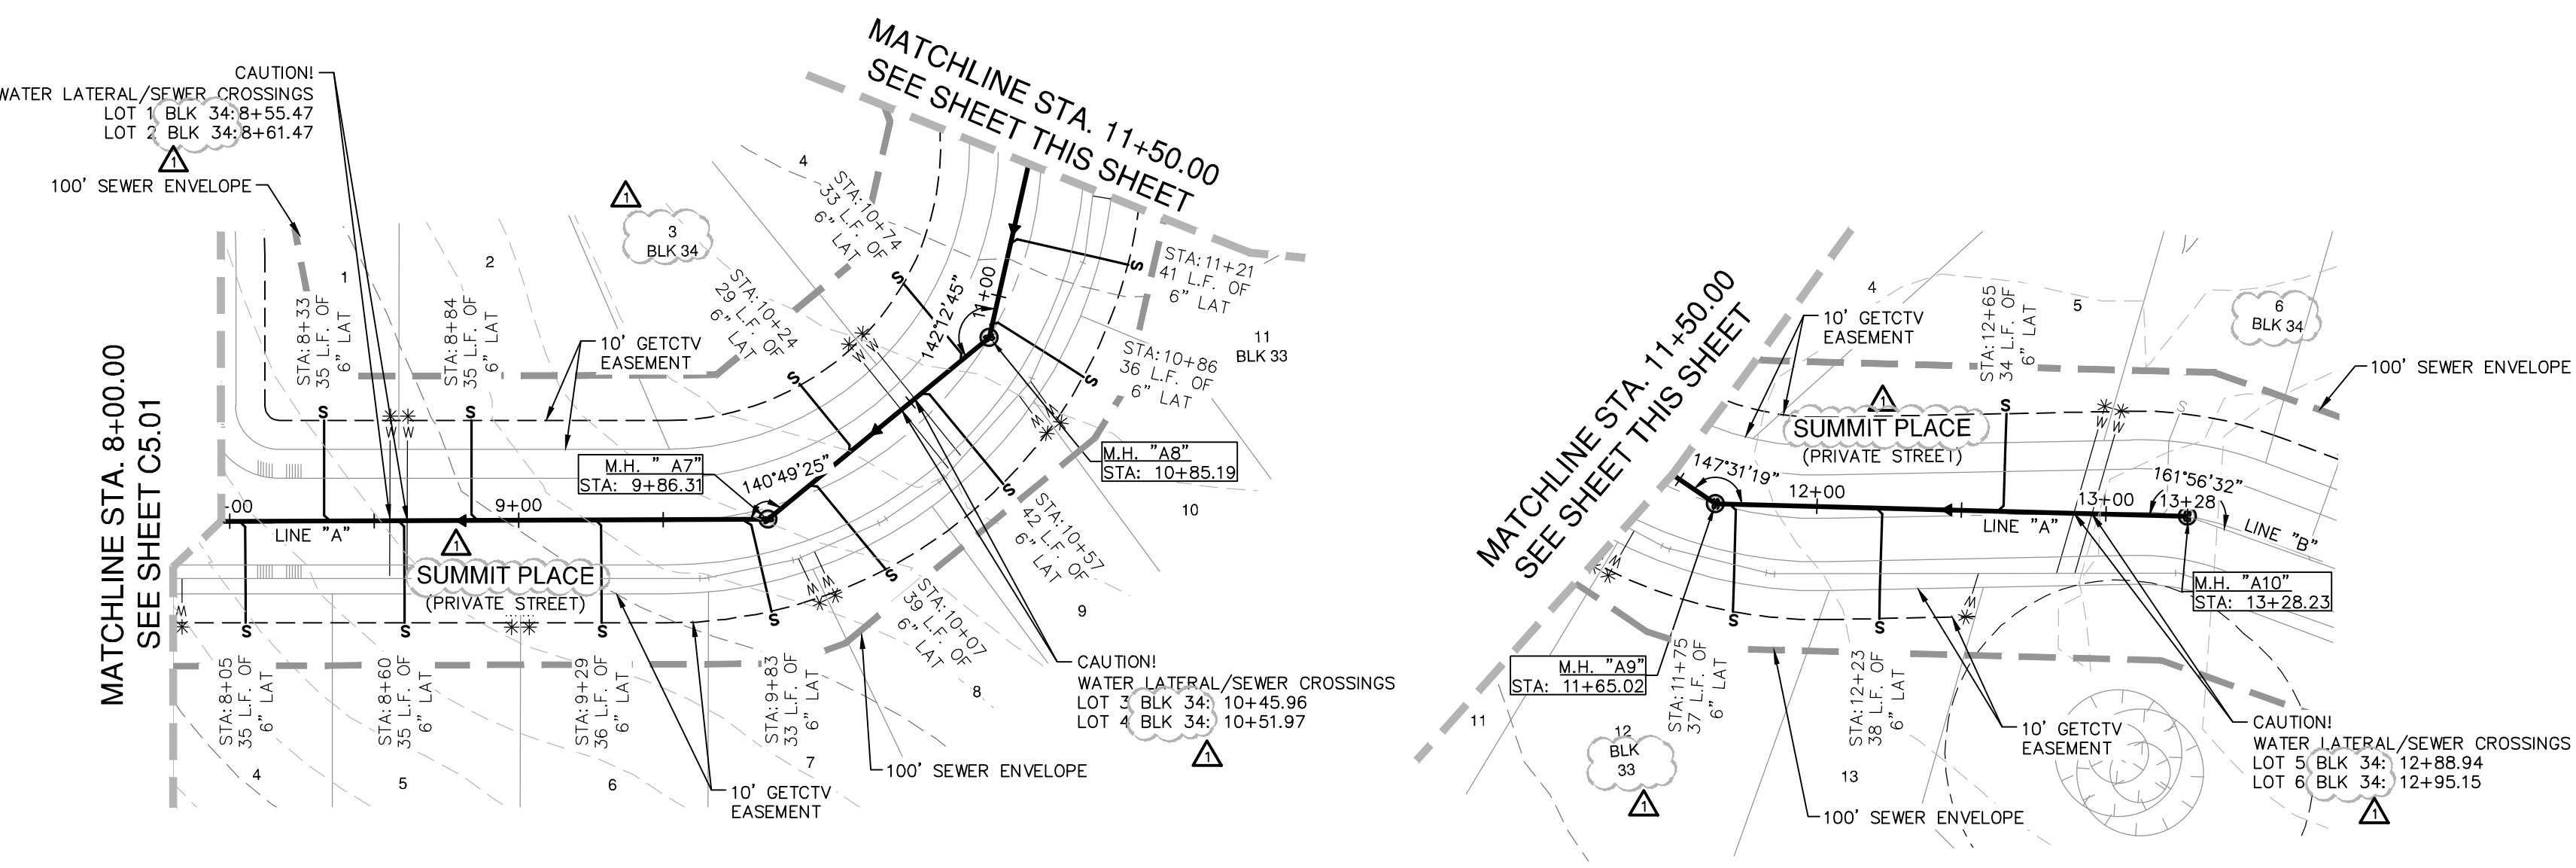 CAUTION!
WATER LATERAL/SEWER CROSSINGS
LOT 1 BLK 34: 8+55.47
LOT 2 BLK 34: 8+61.47
1
100' SEWER ENVELOPE
MATCHLINE STA. 8+00.00
SEE SHEET C5.01
MATCHLINE STA. 11+50.00
SEE SHEET THIS SHEET
1
2
1
3
BLK 34
4
STA: 8+33
35 L.F. OF
6" LAT
STA: 8+84
35 L.F. OF
6" LAT
10' GETCTV
EASEMENT
STA: 10+24
29 L.F. OF
6" LAT
STA: 10+74
33 L.F. OF
6" LAT
142°12'45"
11+00
STA: 11+21
41 L.F. OF
6" LAT
11
BLK 33
STA: 10+86
36 L.F. OF
6" LAT
M.H. "A8"
STA: 10+85.19
10
M.H. " A7"
STA: 9+86.31
140°49'25"
S
S
S
S
S
S
S
S
S
S
S
S
W
W
W
W
W
W
W
W
W
-00
9+00
LINE "A"
1
SUMMIT PLACE
(PRIVATE STREET)
STA: 10+57
42 L.F. OF
6" LAT
9
STA: 10+07
39 L.F. OF
6" LAT
8
STA: 8+05
35 L.F. OF
6" LAT
STA: 8+60
35 L.F. OF
6" LAT
STA: 9+29
36 L.F. OF
6" LAT
STA: 9+83
33 L.F. OF
6" LAT
4
5
6
7
10' GETCTV
EASEMENT
100' SEWER ENVELOPE
CAUTION!
WATER LATERAL/SEWER CROSSINGS
LOT 3 BLK 34: 10+45.96
LOT 4 BLK 34: 10+51.97
1
MATCHLINE STA. 11+50.00
SEE SHEET THIS SHEET
4
10' GETCTV
EASEMENT
STA: 12+65
34 L.F. OF
6" LAT
5
6
BLK 34
100' SEWER ENVELOPE
1
SUMMIT PLACE
(PRIVATE STREET)
S
S
S
S
W
W
W
W
147°31'19"
12+00
LINE "A"
13+00
161°56'32"
13+28
LINE "B"
M.H. "A10"
STA: 13+28.23
M.H. "A9"
STA: 11+65.02
STA: 11+75
37 L.F. OF
6" LAT
STA: 12+23
38 L.F. OF
6" LAT
11
12
BLK
33
1
13
10' GETCTV
EASEMENT
100' SEWER ENVELOPE
CAUTION!
WATER LATERAL/SEWER CROSSINGS
LOT 5 BLK 34: 12+88.94
LOT 6 BLK 34: 12+95.15
1